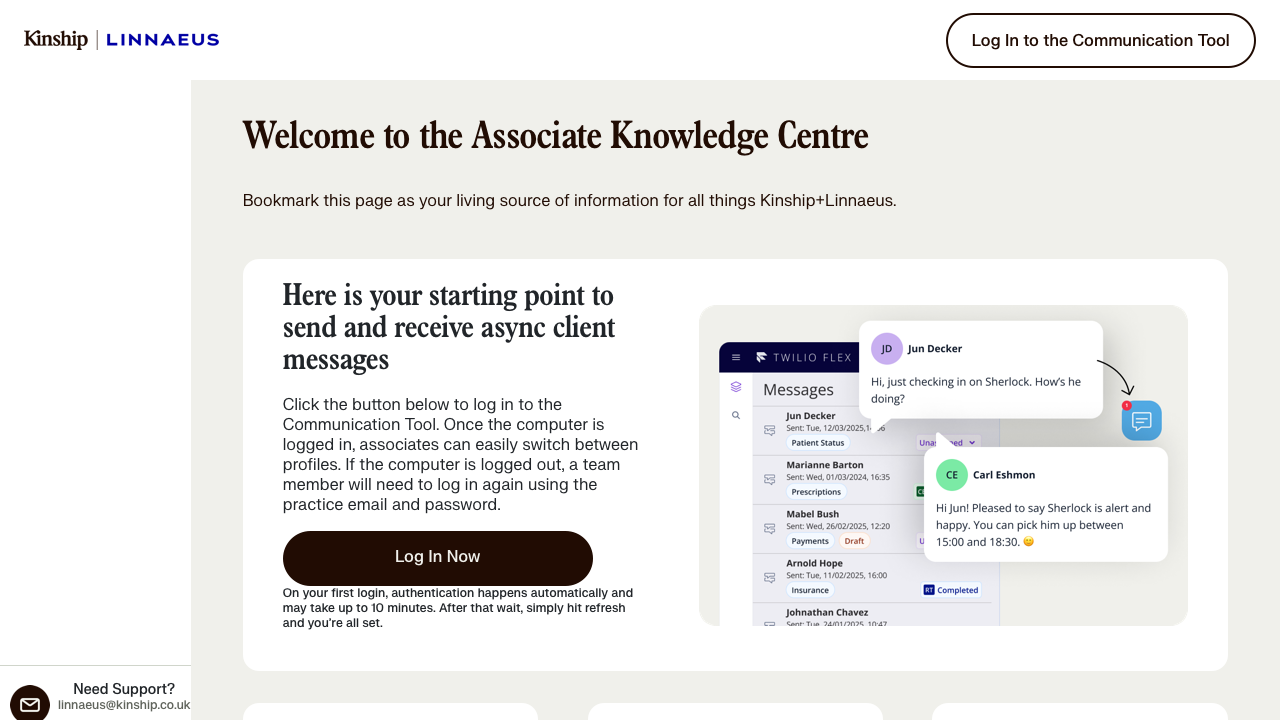 Kinship | LINNAEUS
Log In to the Communication Tool
Welcome to the Associate Knowledge Centre
Bookmark this page as your living source of information for all things Kinship+Linnaeus.
Here is your starting point to
send and receive async client
messages
Click the button below to log in to the
Communication Tool. Once the computer is
logged in, associates can easily switch between
profiles. If the computer is logged out, a team
member will need to log in again using the
practice email and password.
Log In Now
On your first login, authentication happens automatically and
may take up to 10 minutes. After that wait, simply hit refresh
and you're all set.
TWILIO FLEX
Messages
Jun Decker
Sent: Tue, 12/03/2025,
Patient Status
Marianne Barton
Sent: Wed, 01/03/2024, 16:35
Prescriptions
Mabel Bush
Sent: Wed, 26/02/2025, 12:20
Payments Draft
Arnold Hope
Sent: Tue, 11/02/2025, 16:00
Insurance RT Completed
Johnathan Chavez
Sent: Tue, 24/01/2025, 10:47
JD Jun Decker
Hi, just checking in on Sherlock. How's he
doing?
CE Carl Eshmon
Hi Jun! Pleased to say Sherlock is alert and
happy. You can pick him up between
15:00 and 18:30. 😊
Need Support?
linnaeus@kinship.co.uk